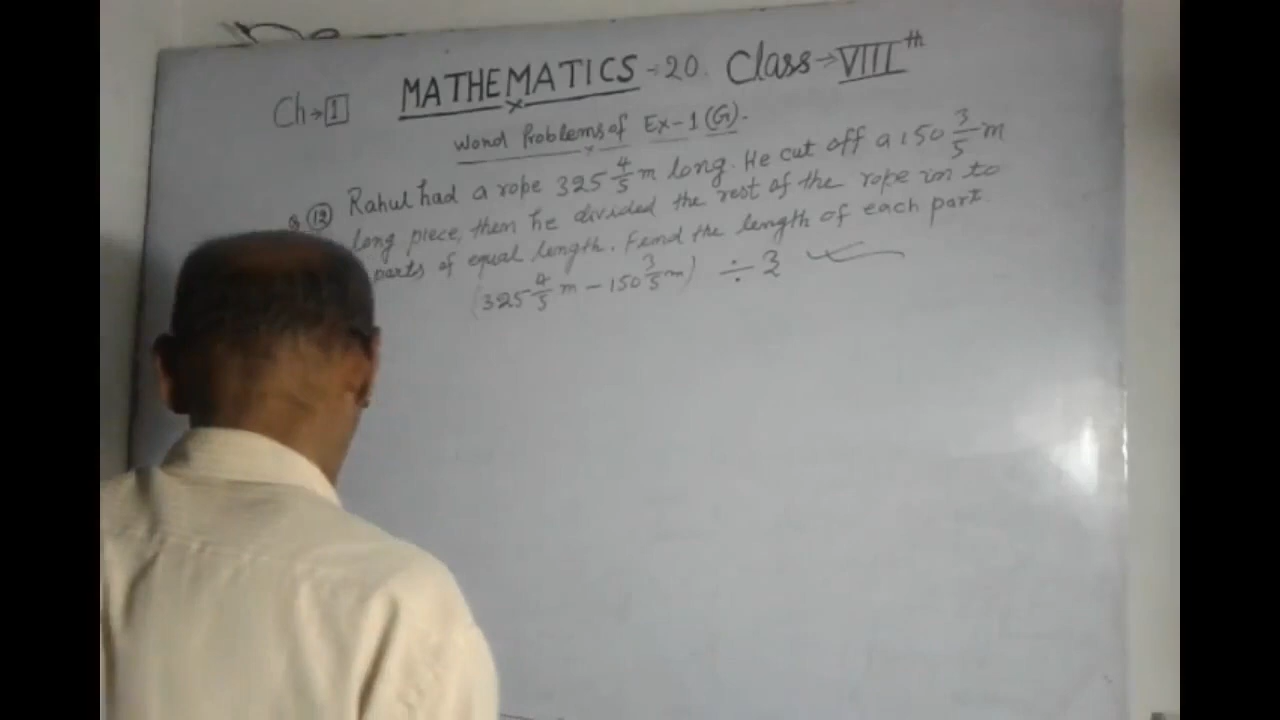 Ch→1 MATHEMATICS - 20. Class→VIIIth
Word Problems of Ex-1(G).
Q. (12) Rahul had a rope 325 4/5 m long. He cut off a 150 3/5 m
long piece, then he divided the rest of the rope in to
parts of equal length. Find the length of each part.
(325 4/5 m - 150 3/5 m) ÷ 3